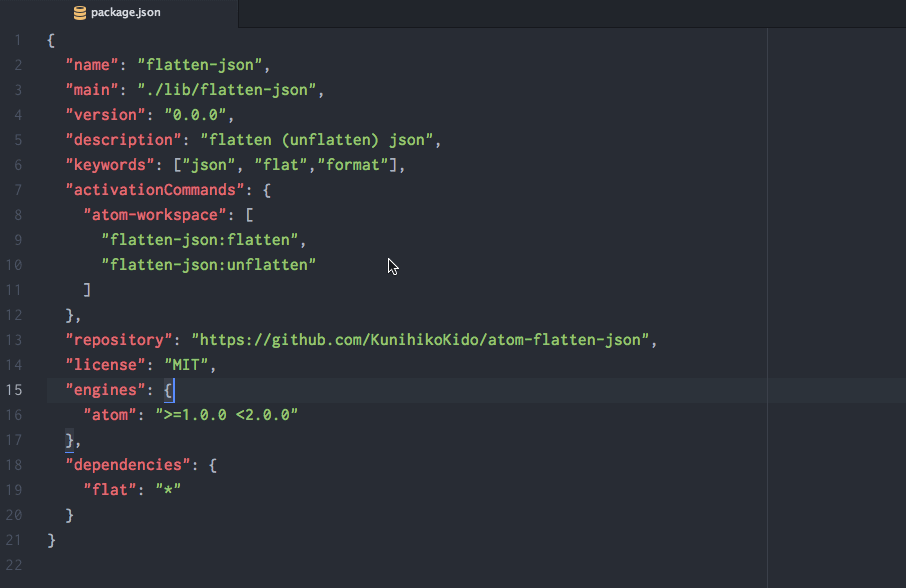 package.json
1 {
2   "name": "flatten-json",
3   "main": "./lib/flatten-json",
4   "version": "0.0.0",
5   "description": "flatten (unflatten) json",
6   "keywords": ["json", "flat","format"],
7   "activationCommands": {
8     "atom-workspace": [
9       "flatten-json:flatten",
10       "flatten-json:unflatten"
11     ]
12   },
13   "repository": "https://github.com/KunihikoKido/atom-flatten-json",
14   "license": "MIT",
15   "engines": {
16     "atom": ">=1.0.0 <2.0.0"
17   },
18   "dependencies": {
19     "flat": "*"
20   }
21 }
22